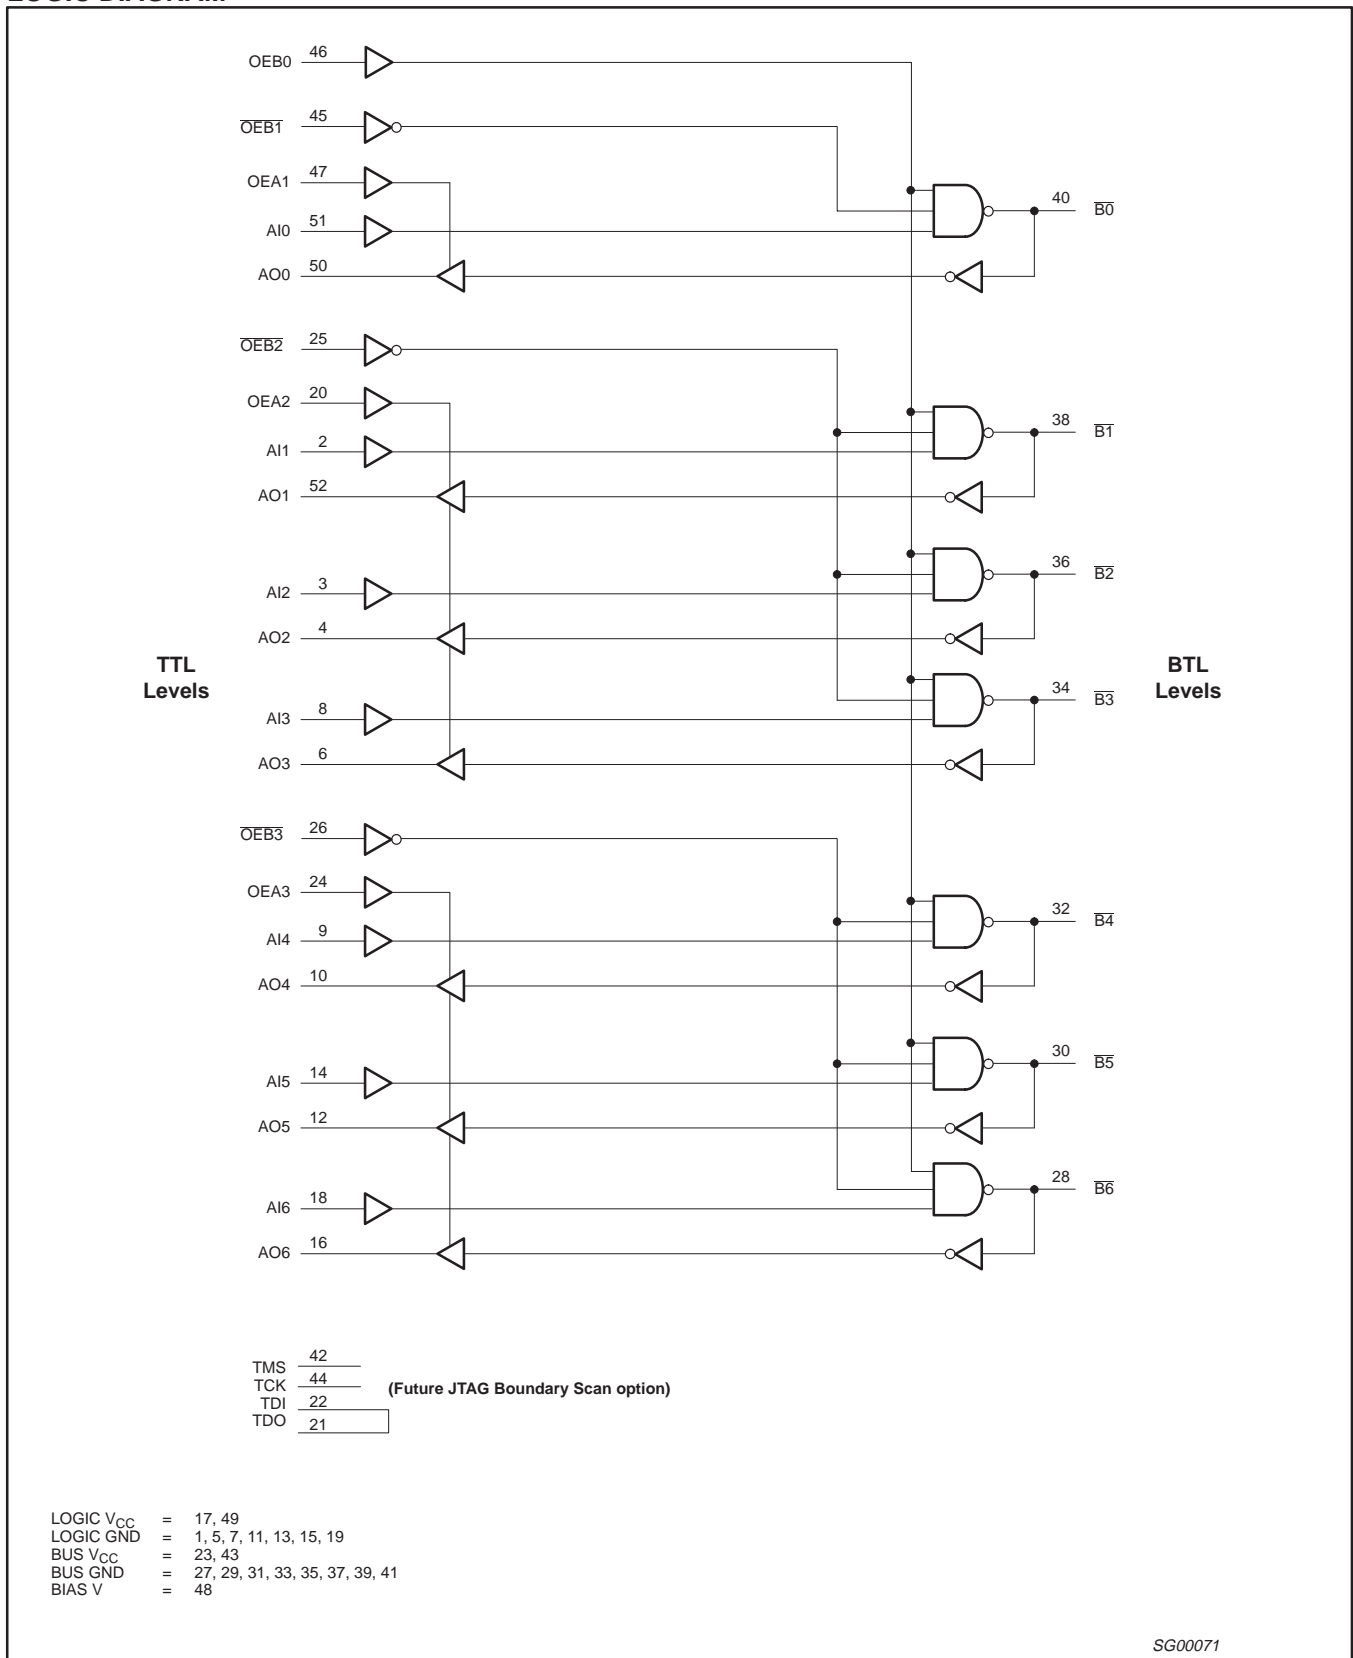 LOGIC DIAGRAM
OEB0 46
OEB1 45
OEA1 47
AI0 51
40 B0
AO0 50
OEB2 25
OEA2 20
AI1 2
38 B1
AO1 52
AI2 3
36 B2
AO2 4
TTL
Levels
BTL
Levels
AI3 8
34 B3
AO3 6
OEB3 26
OEA3 24
AI4 9
32 B4
AO4 10
AI5 14
30 B5
AO5 12
AI6 18
28 B6
AO6 16
TMS 42
TCK 44
(Future JTAG Boundary Scan option)
TDI 22
TDO 21
LOGIC VCC = 17, 49
LOGIC GND = 1, 5, 7, 11, 13, 15, 19
BUS VCC = 23, 43
BUS GND = 27, 29, 31, 33, 35, 37, 39, 41
BIAS V = 48
SG00071